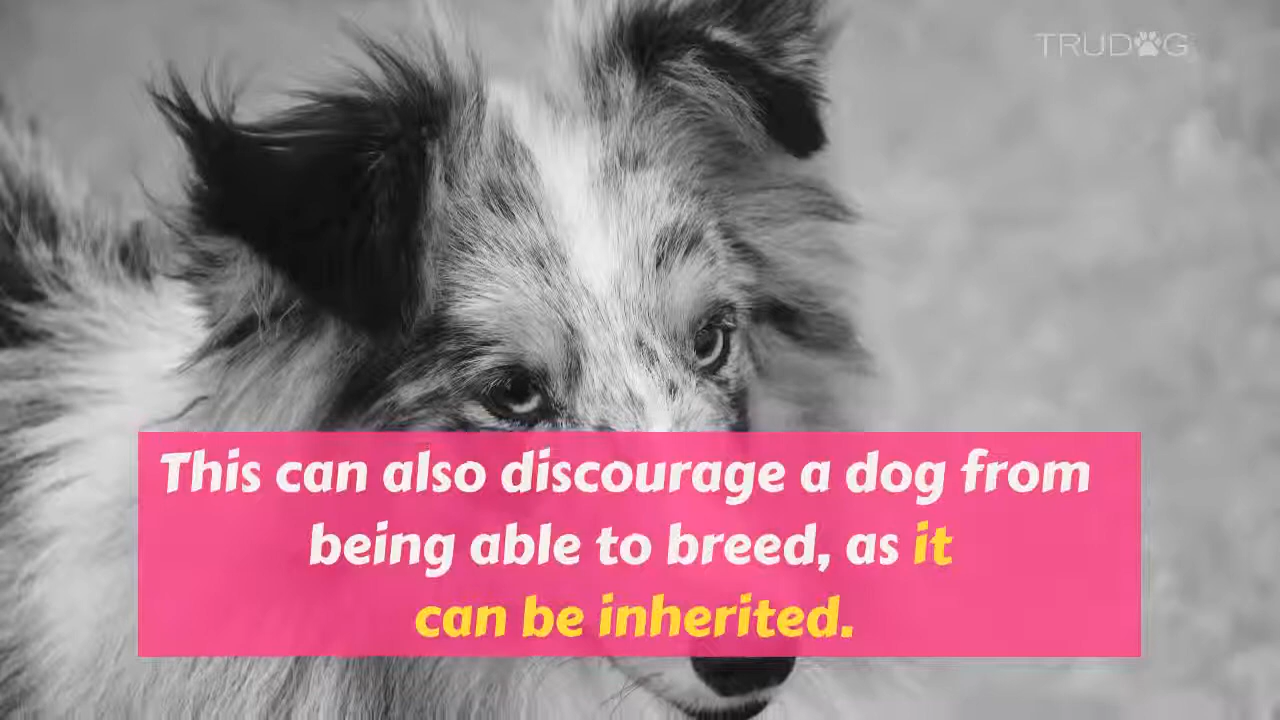 TRUDOG
This can also discourage a dog from
being able to breed, as it
can be inherited.